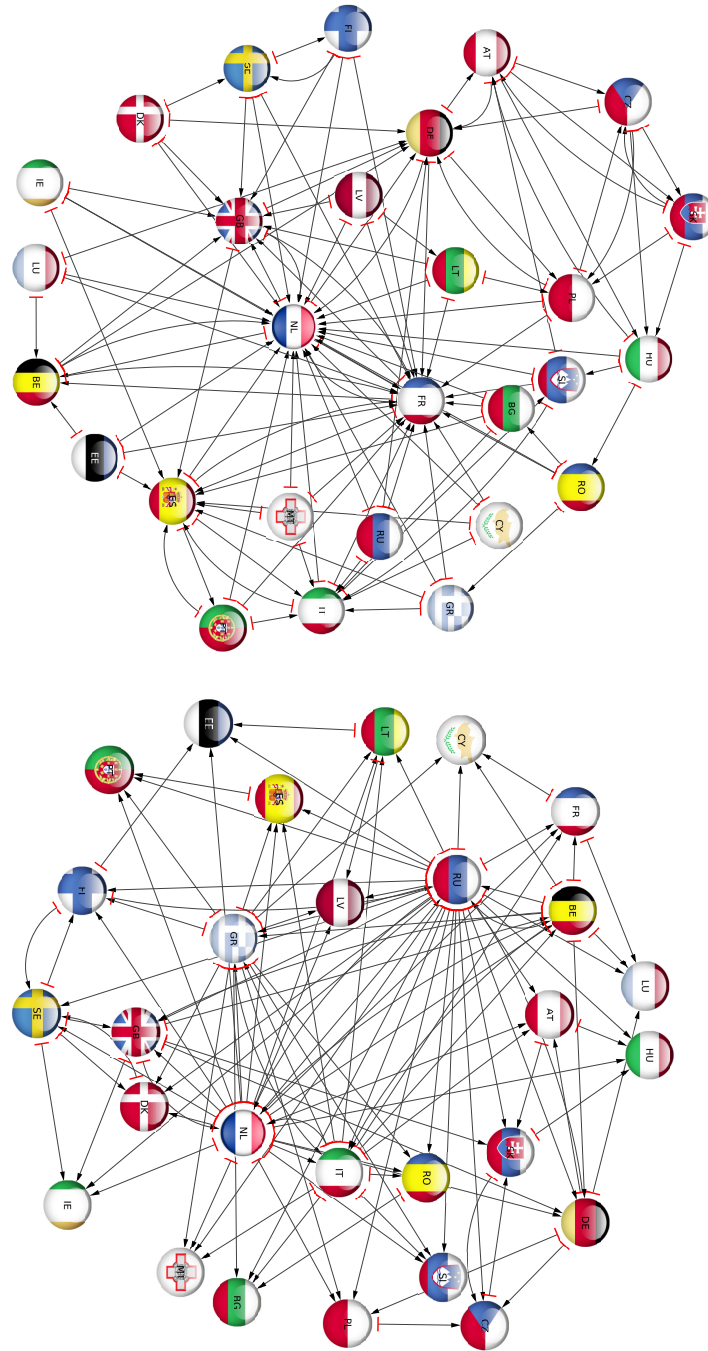 FI
AT
SE
CZ
DK
DE
IE
LV
SK
GB
LU
LT
PL
NL
HU
BE
SI
FR
BG
EE
ES
RO
MT
RU
CY
PT
IT
GR
EE
LT
CY
PT
ES
FR
RU
FI
LV
BE
GR
LU
SE
GB
AT
HU
DK
NL
SK
IT
RO
IE
DE
MT
BG
SI
PL
CZ